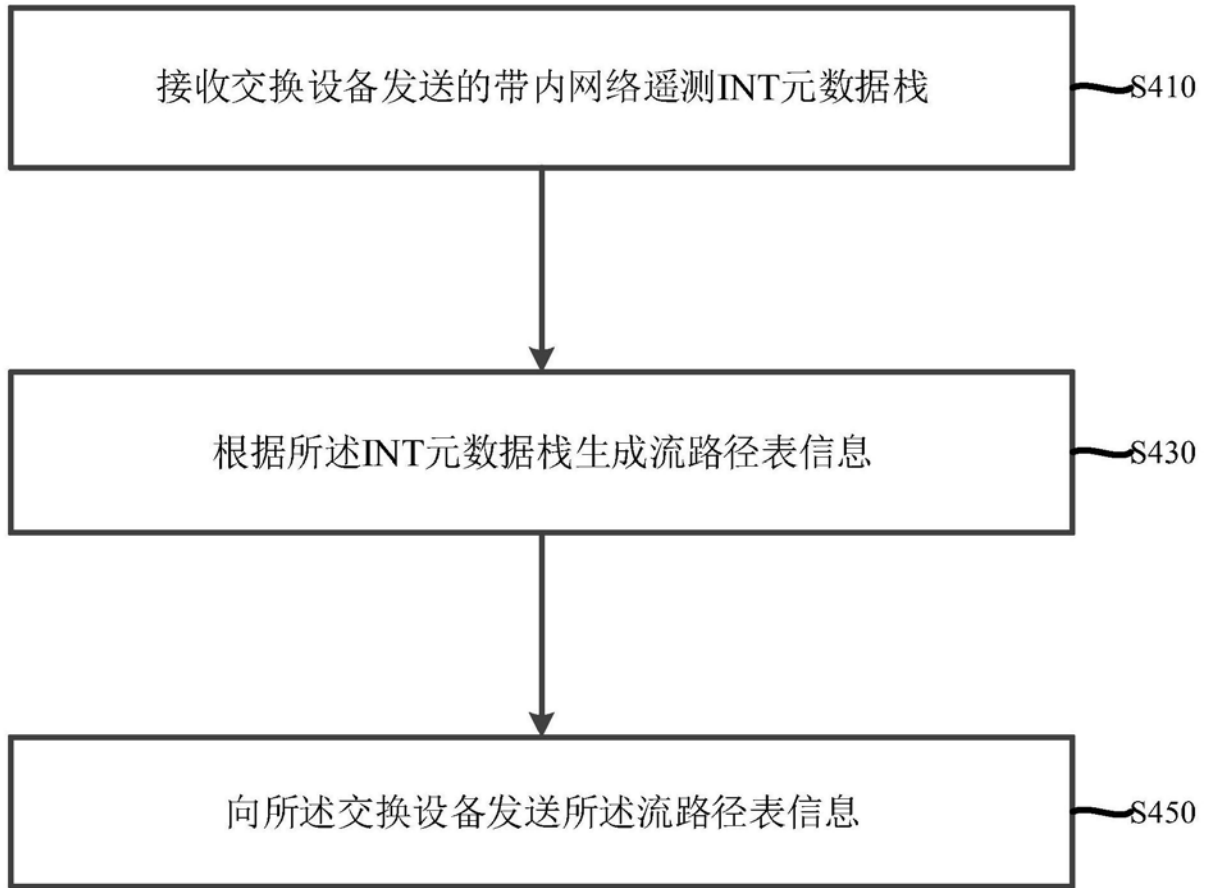 接收交换设备发送的带内网络遥测INT元数据栈
S410
根据所述INT元数据栈生成流路径表信息
S430
向所述交换设备发送所述流路径表信息
S450